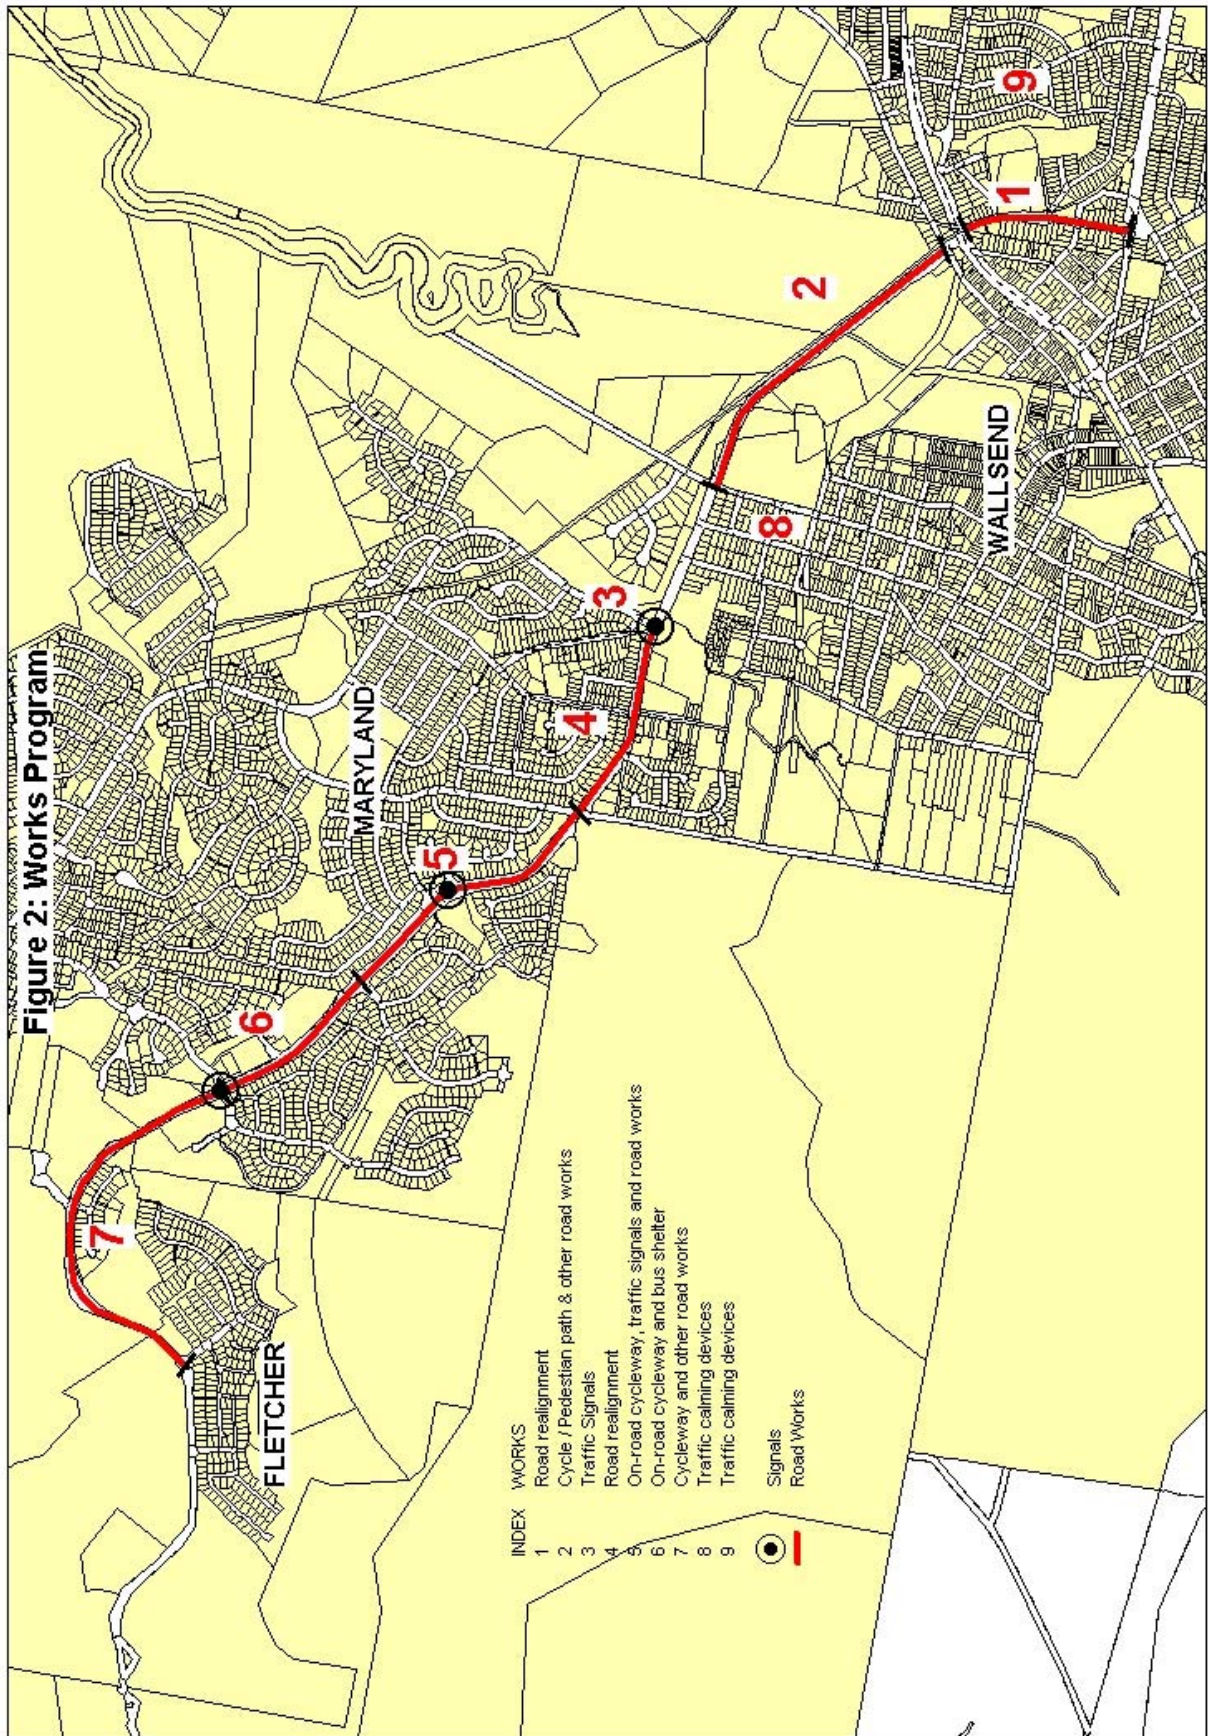 Figure 2: Works Program
FLETCHER
MARYLAND
WALLSEND
7
6
5
4
3
8
2
1
9
INDEX WORKS
1 Road realignment
2 Cycle / Pedestian path & other road works
3 Traffic Signals
4 Road realignment
5 On-road cycleway, traffic signals and road works
6 On-road cycleway and bus shelter
7 Cycleway and other road works
8 Traffic calming devices
9 Traffic calming devices
Signals
Road Works